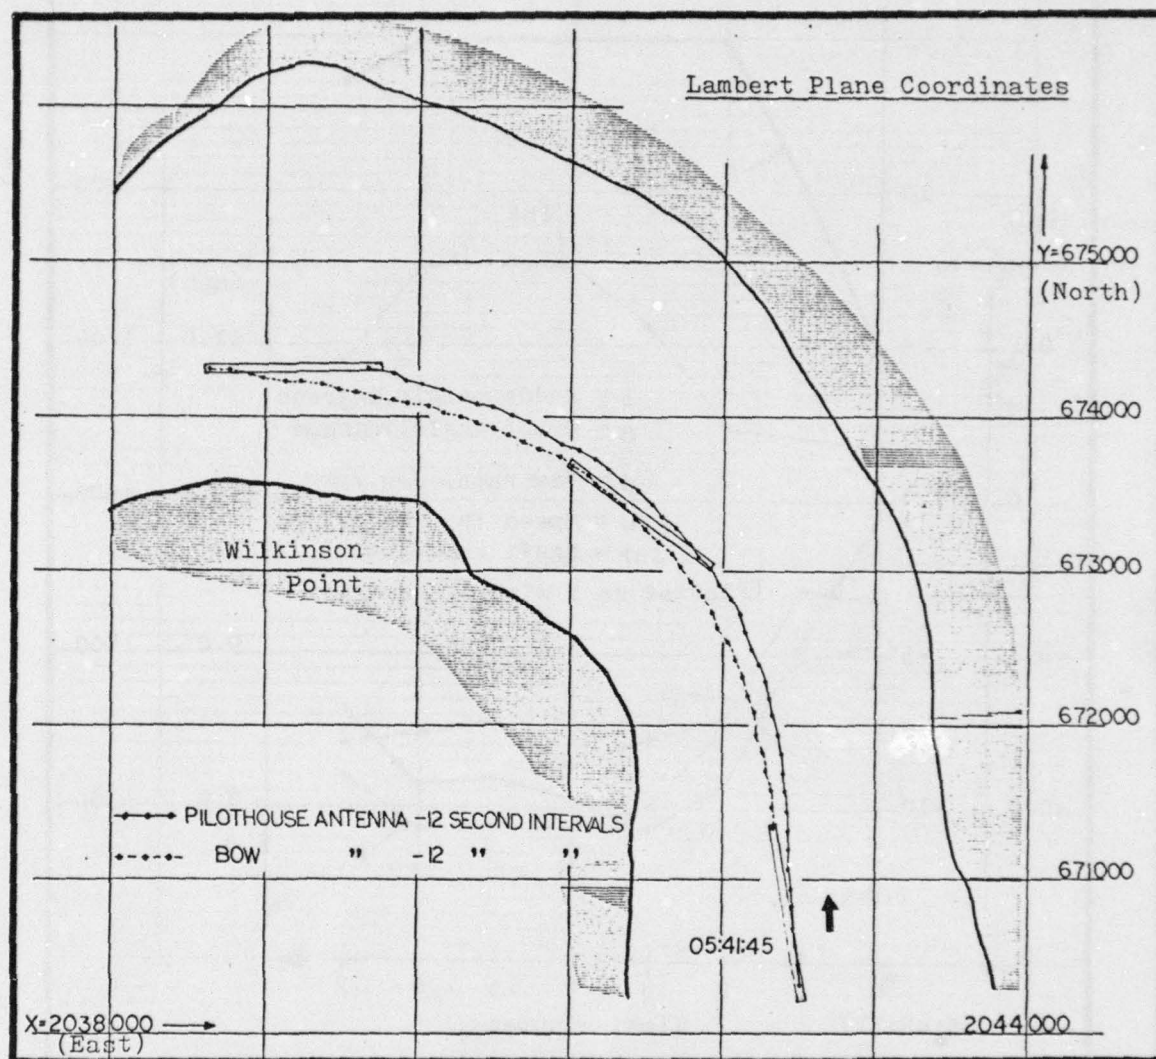 Lambert Plane Coordinates
Y=675000
(North)
674000
673000
Wilkinson
Point
672000
PILOTHOUSE ANTENNA -12 SECOND INTERVALS
BOW " -12 " "
671000
05:41:45
X=2038000
(East)
2044000